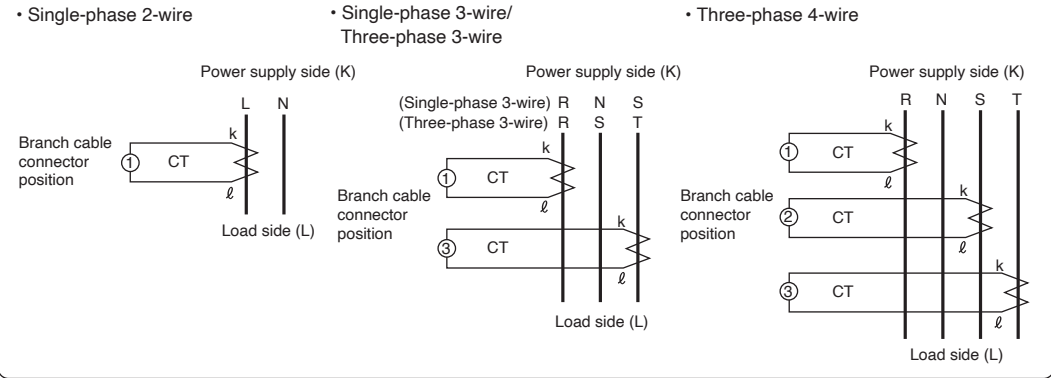 • Single-phase 2-wire
Power supply side (K)
L N
Branch cable
connector
position
① CT
k
ℓ
Load side (L)
• Single-phase 3-wire/
Three-phase 3-wire
Power supply side (K)
(Single-phase 3-wire) R N S
(Three-phase 3-wire) R S T
Branch cable
connector
position
① CT
k
ℓ
③ CT
k
ℓ
Load side (L)
• Three-phase 4-wire
Power supply side (K)
R N S T
Branch cable
connector
position
① CT
k
ℓ
② CT
k
ℓ
③ CT
k
ℓ
Load side (L)